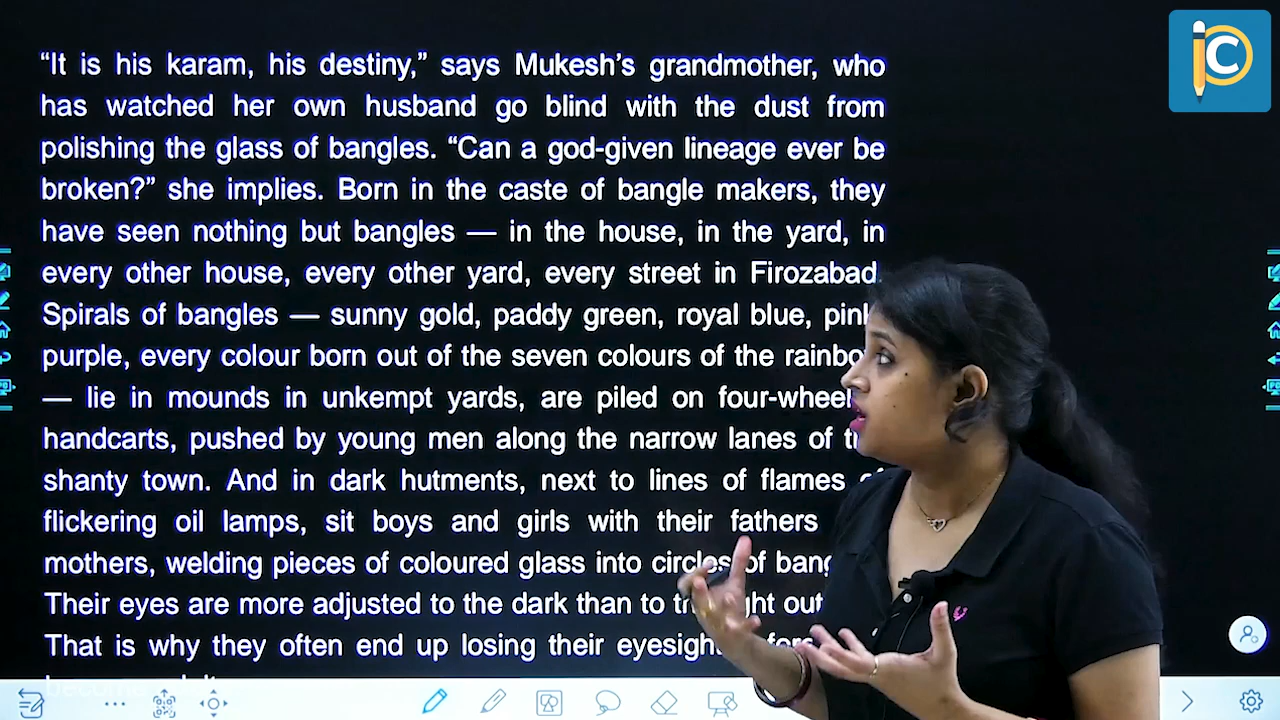 “It is his karam, his destiny,” says Mukesh’s grandmother, who
has watched her own husband go blind with the dust from
polishing the glass of bangles. “Can a god-given lineage ever be
broken?” she implies. Born in the caste of bangle makers, they
have seen nothing but bangles — in the house, in the yard, in
every other house, every other yard, every street in Firozabad.
Spirals of bangles — sunny gold, paddy green, royal blue, pink,
purple, every colour born out of the seven colours of the
— lie in mounds in unkempt yards, are piled on
handcarts, pushed by young men along the narrow lanes of
shanty town. And in dark hutments, next to lines of flames of
flickering oil lamps, sit boys and girls with their fathers
mothers, welding pieces of coloured glass into circles of
Their eyes are more adjusted to the dark than to
That is why they often end up losing their eyesight
C